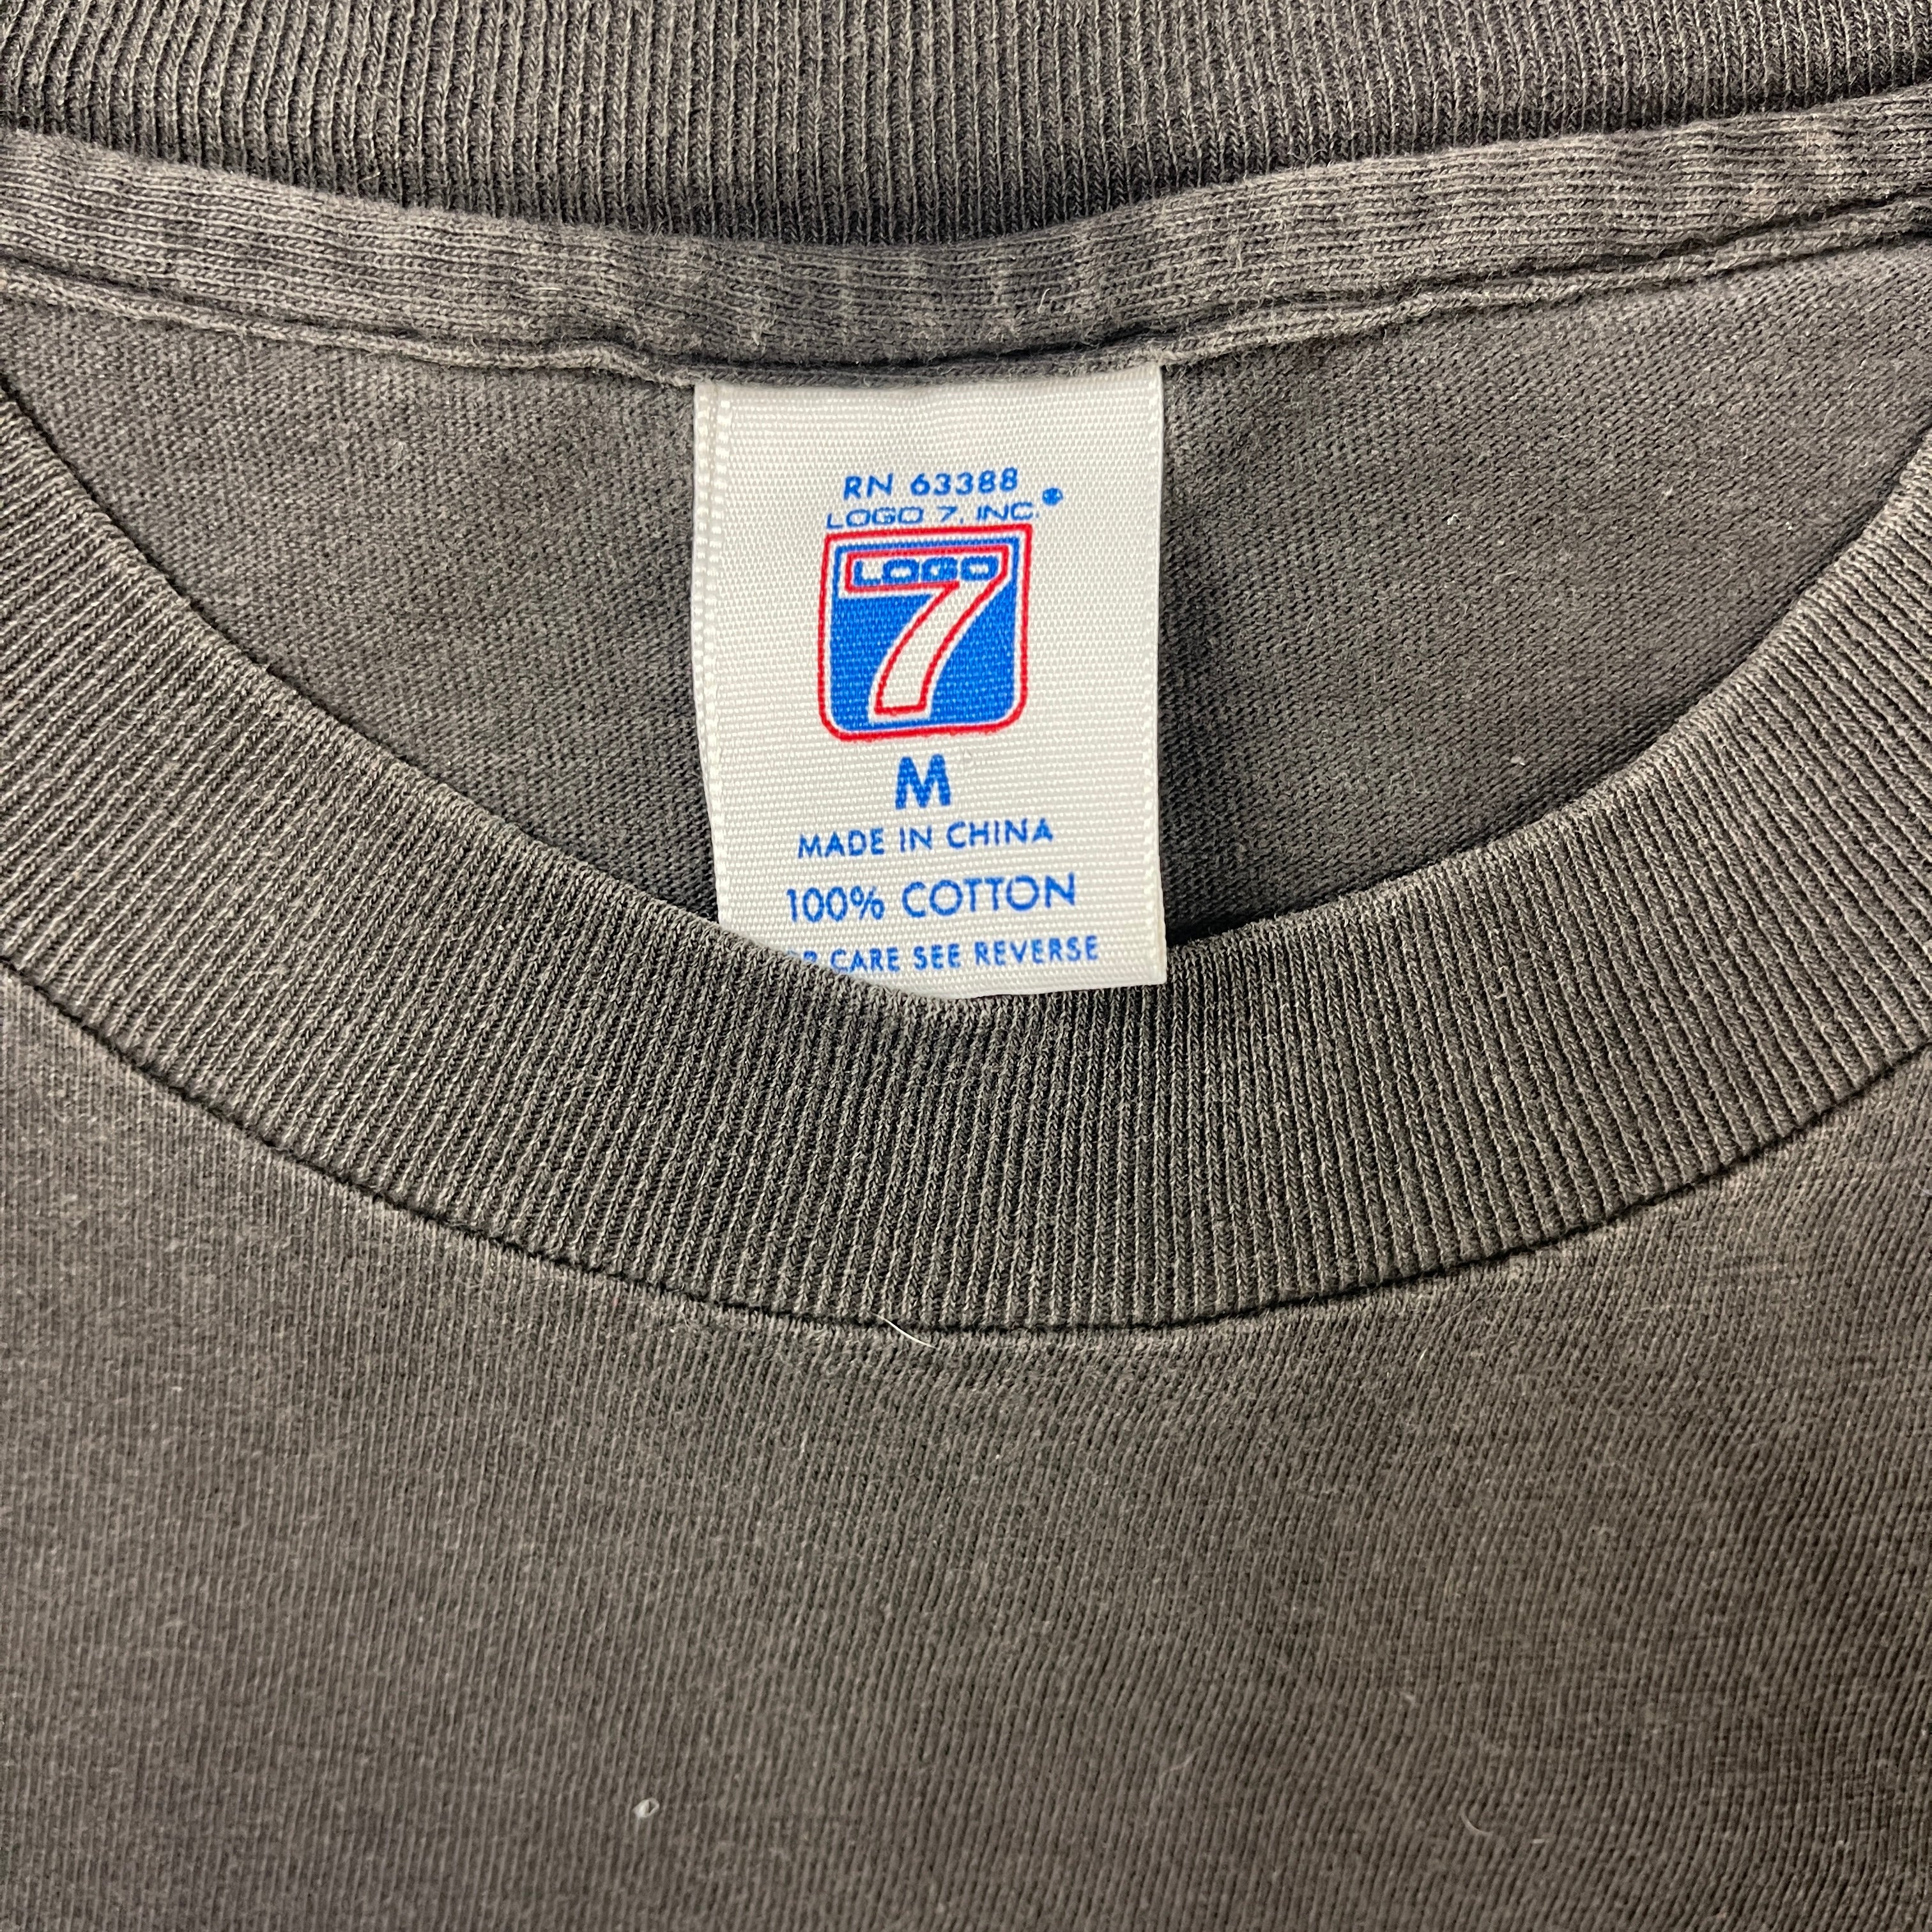 RN 63388
LOGO 7, INC.®
LOGO
7
M
MADE IN CHINA
100% COTTON
CARE SEE REVERSE